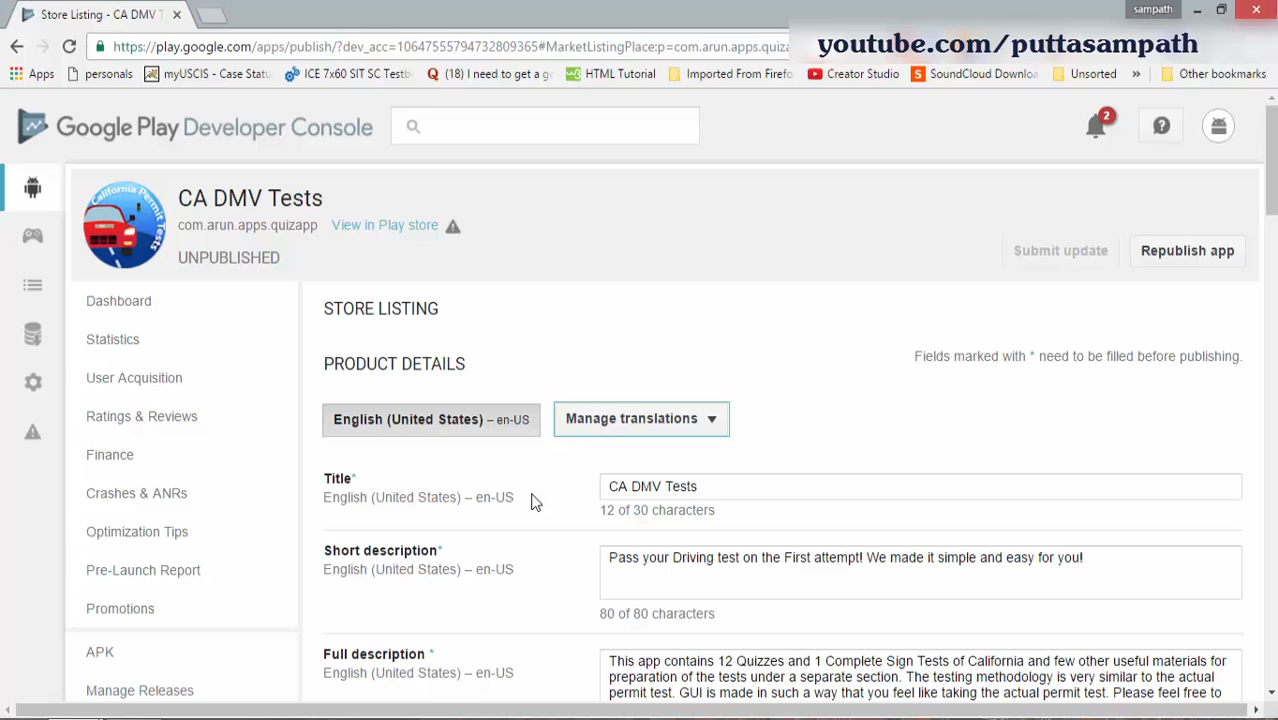 Store Listing - CA DMV T
sampath
https://play.google.com/apps/publish/?dev_acc=10647555794732809365#MarketListingPlace:p=com.arun.apps.quiza
youtube.com/puttasampath
Apps personals myUSCIS - Case Statu ICE 7x60 SIT SC Testb (18) I need to get a g HTML Tutorial Imported From Firefo Creator Studio SoundCloud Downloa Unsorted » Other bookmarks
Google Play Developer Console
2
CA DMV Tests
com.arun.apps.quizapp View in Play store
UNPUBLISHED
Submit update Republish app
California Permit Tests
Dashboard
Statistics
User Acquisition
Ratings & Reviews
Finance
Crashes & ANRs
Optimization Tips
Pre-Launch Report
Promotions
APK
Manage Releases
STORE LISTING
PRODUCT DETAILS
Fields marked with * need to be filled before publishing.
English (United States) – en-US Manage translations
Title*
English (United States) – en-US
CA DMV Tests
12 of 30 characters
Short description*
English (United States) – en-US
Pass your Driving test on the First attempt! We made it simple and easy for you!
80 of 80 characters
Full description *
English (United States) – en-US
This app contains 12 Quizzes and 1 Complete Sign Tests of California and few other useful materials for
preparation of the tests under a separate section. The testing methodology is very similar to the actual
permit test. GUI is made in such a way that you feel like taking the actual permit test. Please feel free to